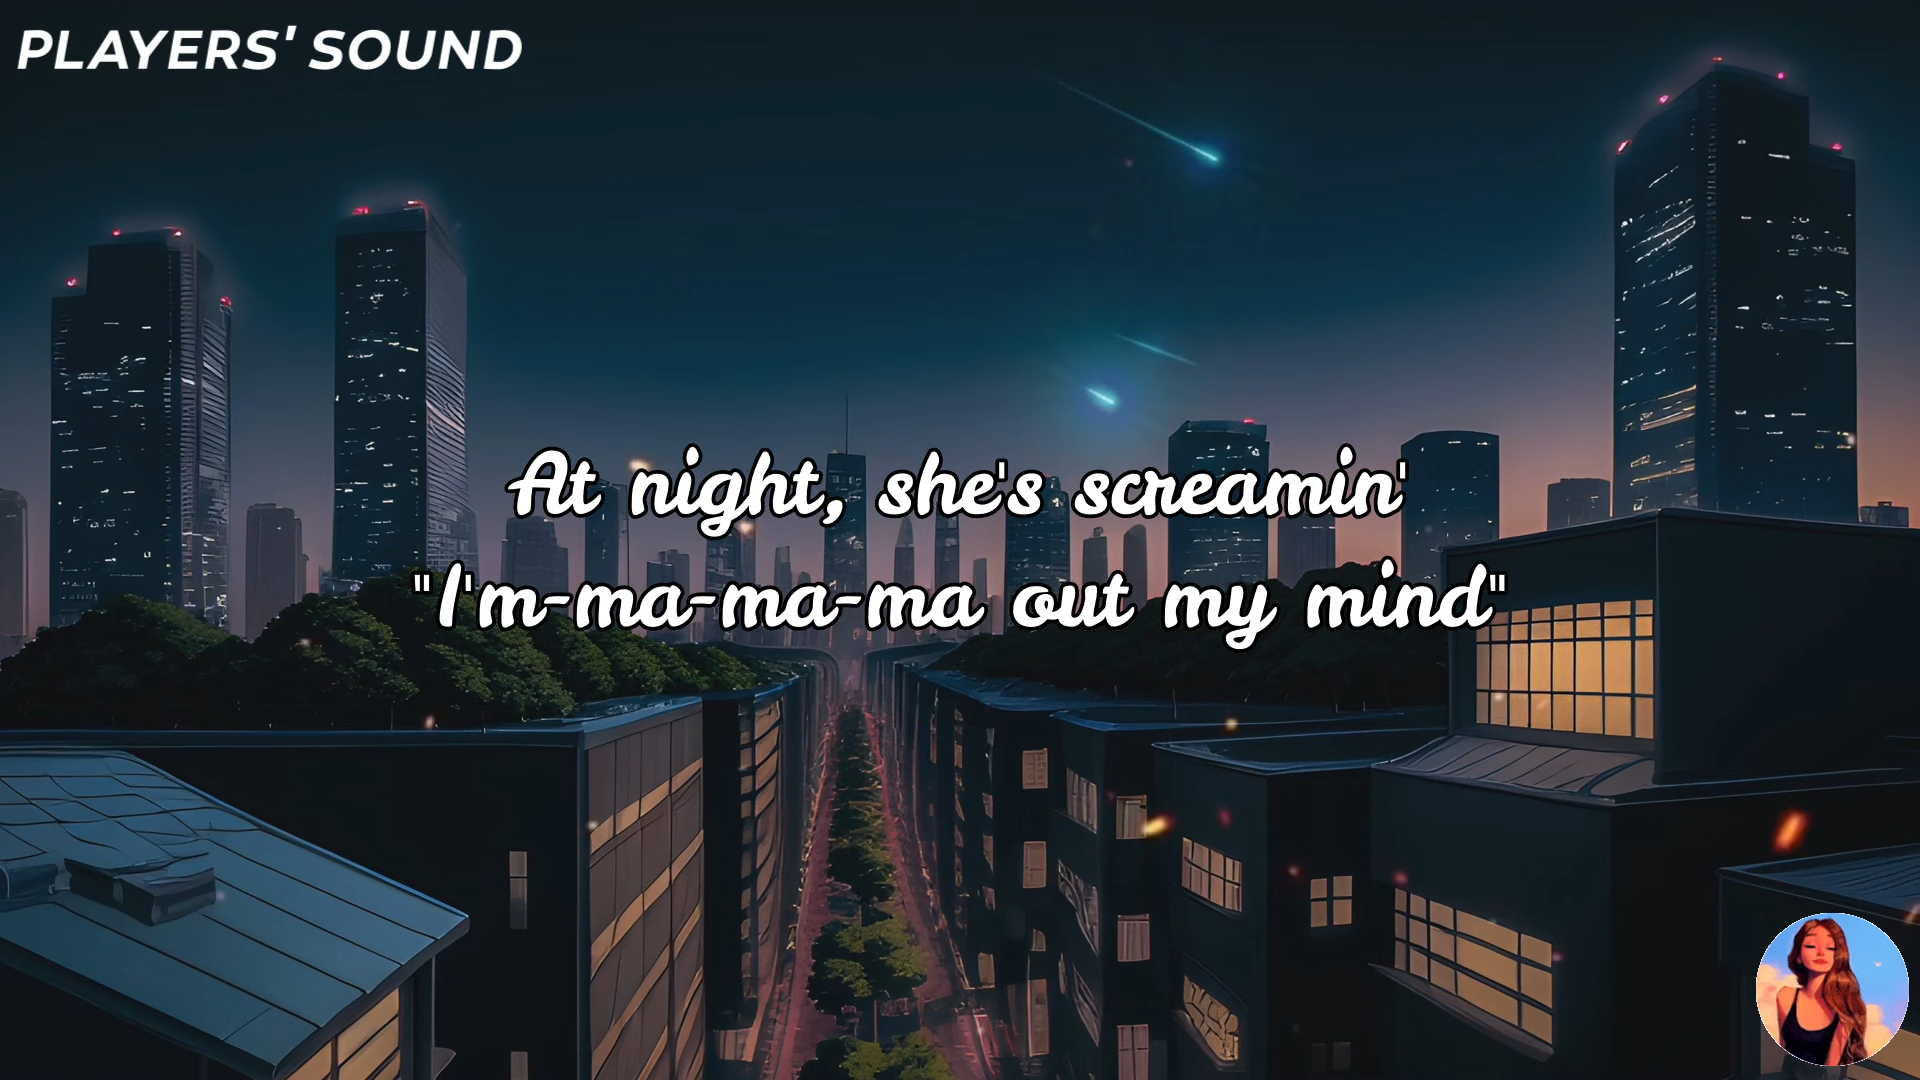 PLAYERS' SOUND
At night, she's screamin'
"I'm-ma-ma-ma out my mind"